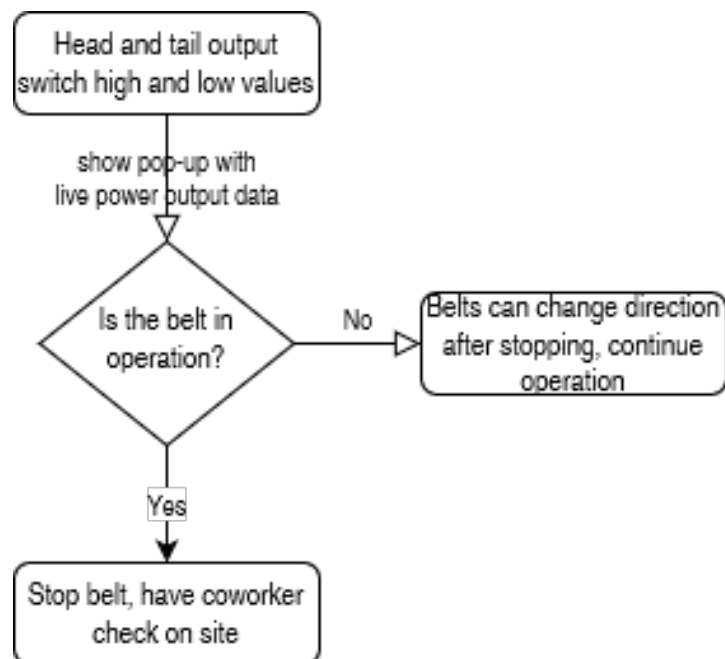 Head and tail output
switch high and low values
show pop-up with
live power output data
Is the belt in
operation?
No
Belts can change direction
after stopping, continue
operation
Yes
Stop belt, have coworker
check on site